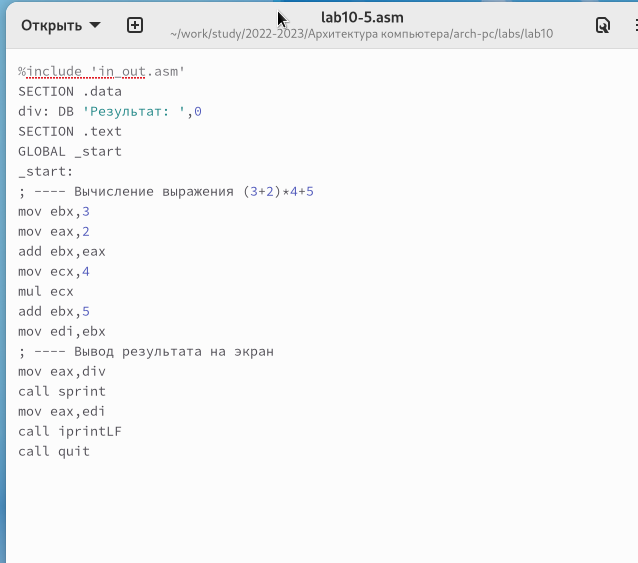 Открыть
lab10-5.asm
~/work/study/2022-2023/Архитектура компьютера/arch-pc/labs/lab10
%include 'in_out.asm'
SECTION .data
div: DB 'Результат: ',0
SECTION .text
GLOBAL _start
_start:
; ---- Вычисление выражения (3+2)*4+5
mov ebx,3
mov eax,2
add ebx,eax
mov ecx,4
mul ecx
add ebx,5
mov edi,ebx
; ---- Вывод результата на экран
mov eax,div
call sprint
mov eax,edi
call iprintLF
call quit